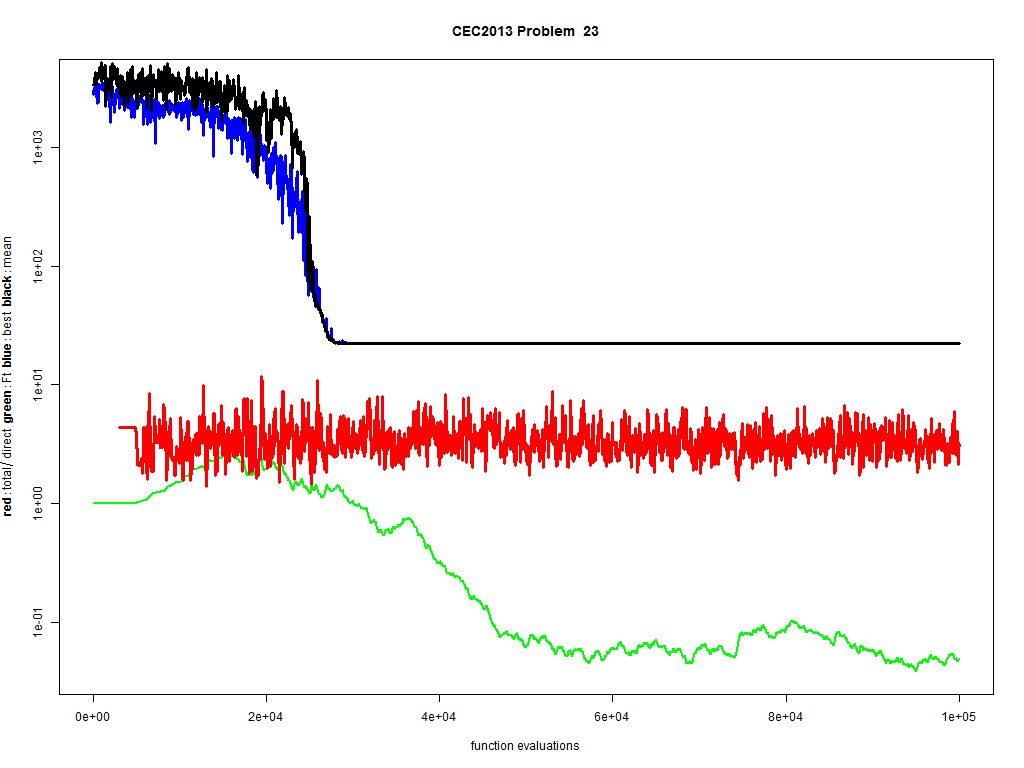 CEC2013 Problem 23
red : total/ direct green : Ft blue : best black : mean
1e+03
1e+02
1e+01
1e+00
1e-01
0e+00 2e+04 4e+04 6e+04 8e+04 1e+05
function evaluations